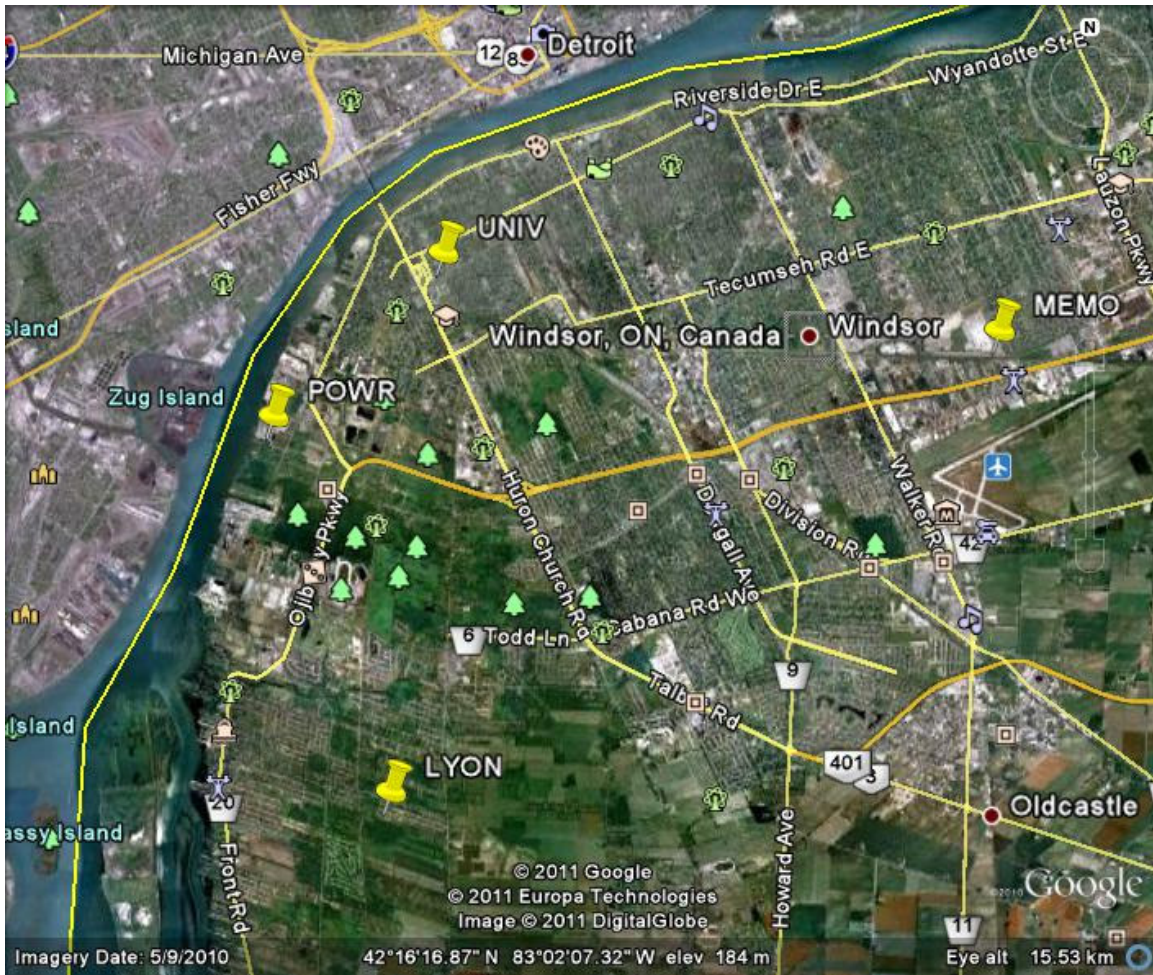 Michigan Ave
12
Detroit
N
Riverside Dr E
Wyandotte St E
Fisher Fwy
Lauzon Pkwy
UNIV
Tecumseh Rd E
sland
MEMO
Windsor, ON, Canada
Windsor
Zug Island
POWR
Huron Church Rd
Walker Rd
Division Rd
42
Cabana Rd W
Todd Ln
6
9
Talbot Rd
Island
LYON
401
3
20
assy Island
Oldcastle
Front Rd
Howard Ave
11
© 2011 Google
© 2011 Europa Technologies
Image © 2011 DigitalGlobe
©2010 Google
Imagery Date: 5/9/2010
42°16'16.87" N 83°02'07.32" W elev 184 m
Eye alt 15.53 km